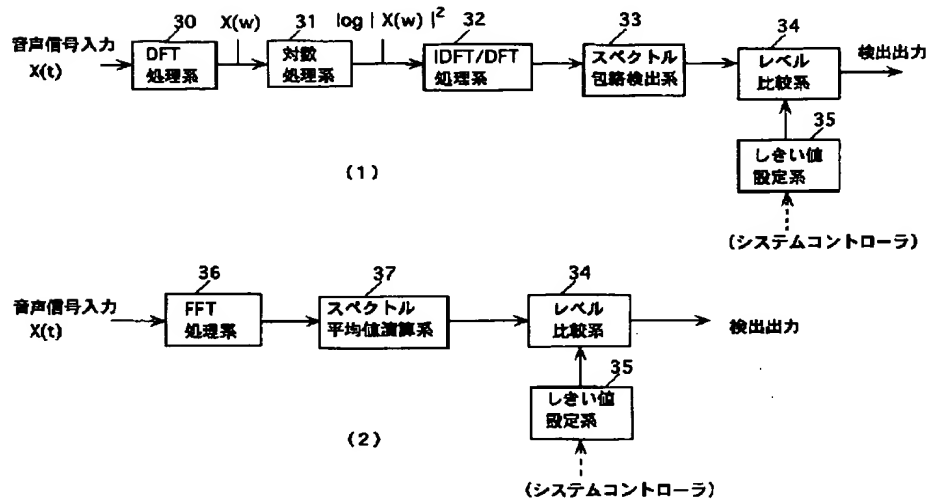 30
X(w)
31
log | X(w) |²
32
33
34
音声信号入力
X(t)
DFT
処理系
対数
処理系
IDFT/DFT
処理系
スペクトル
包絡検出系
レベル
比較系
検出出力
35
しきい値
設定系
(1)
(システムコントローラ)
36
37
34
音声信号入力
X(t)
FFT
処理系
スペクトル
平均値演算系
レベル
比較系
検出出力
35
しきい値
設定系
(2)
(システムコントローラ)